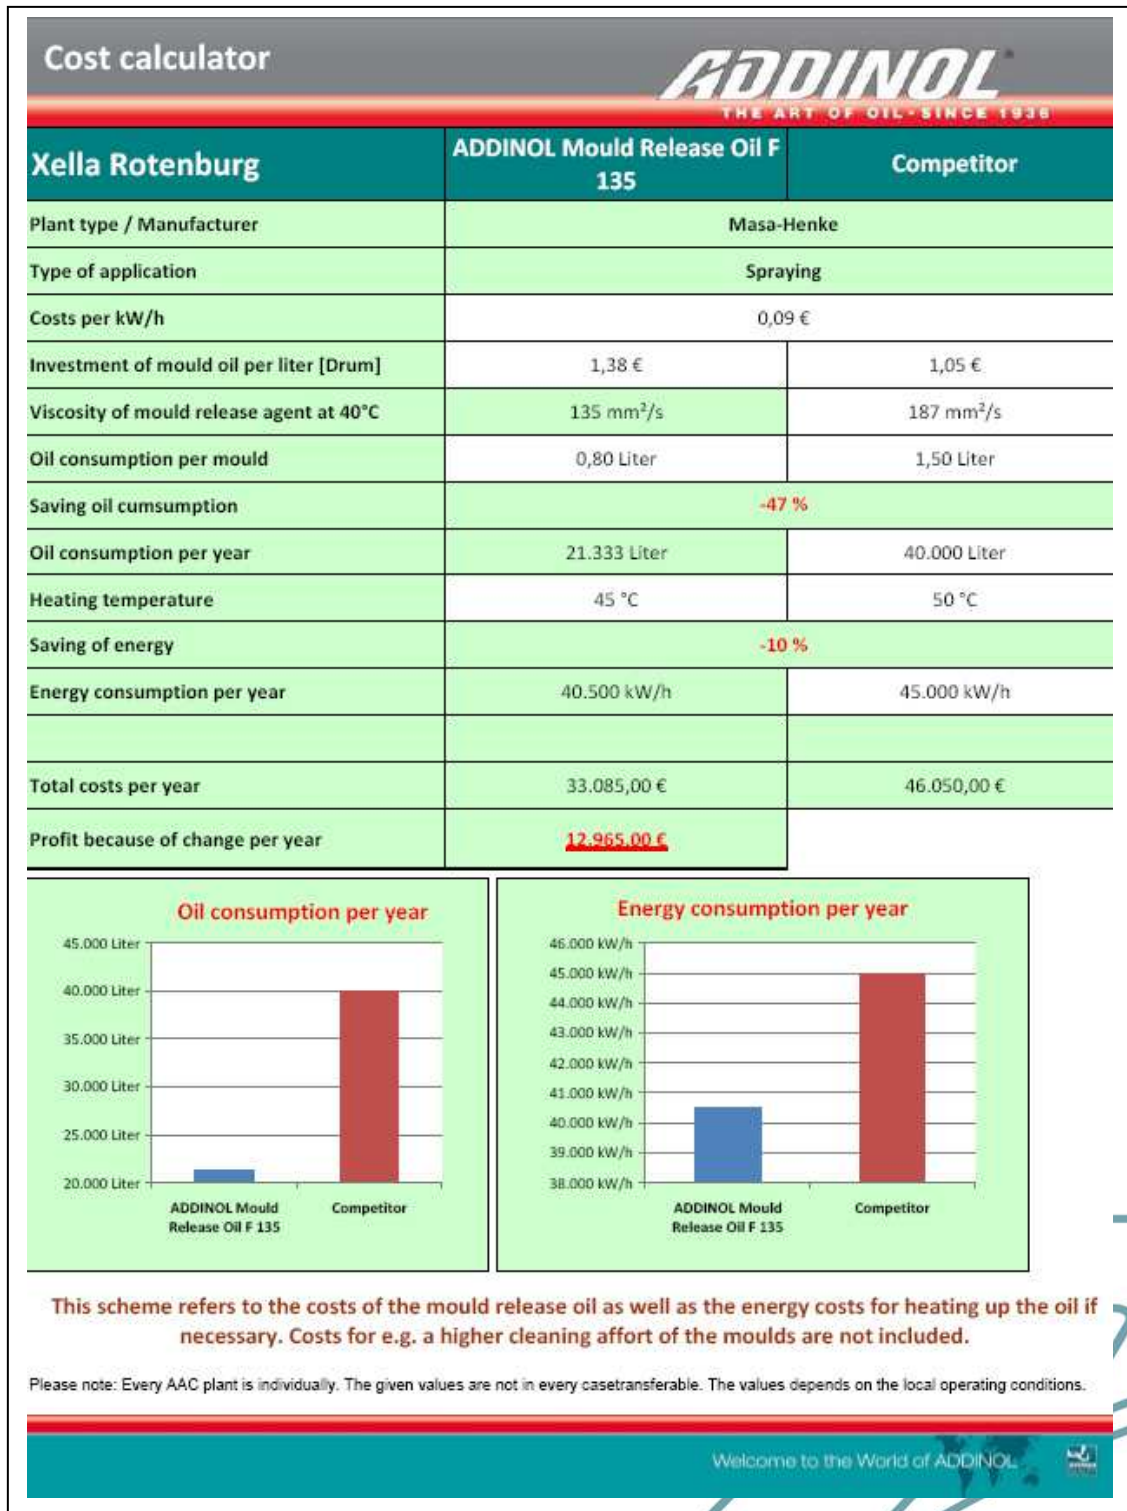 Cost calculator
ADDINOL
THE ART OF OIL - SINCE 1936
Xella Rotenburg
ADDINOL Mould Release Oil F
135
Competitor
Plant type / Manufacturer
Masa-Henke
Type of application
Spraying
Costs per kW/h
0,09 €
Investment of mould oil per liter [Drum]
1,38 €
1,05 €
Viscosity of mould release agent at 40°C
135 mm²/s
187 mm²/s
Oil consumption per mould
0,80 Liter
1,50 Liter
Saving oil cumsumption
-47 %
Oil consumption per year
21.333 Liter
40.000 Liter
Heating temperature
45 °C
50 °C
Saving of energy
-10 %
Energy consumption per year
40.500 kW/h
45.000 kW/h
Total costs per year
33.085,00 €
46.050,00 €
Profit because of change per year
12.965,00 €
Oil consumption per year
45.000 Liter
40.000 Liter
35.000 Liter
30.000 Liter
25.000 Liter
20.000 Liter
ADDINOL Mould
Release Oil F 135
Competitor
Energy consumption per year
46.000 kW/h
45.000 kW/h
44.000 kW/h
43.000 kW/h
42.000 kW/h
41.000 kW/h
40.000 kW/h
39.000 kW/h
38.000 kW/h
ADDINOL Mould
Release Oil F 135
Competitor
This scheme refers to the costs of the mould release oil as well as the energy costs for heating up the oil if
necessary. Costs for e.g. a higher cleaning affort of the moulds are not included.
Please note: Every AAC plant is individually. The given values are not in every casetransferable. The values depends on the local operating conditions.
Welcome to the World of ADDINOL